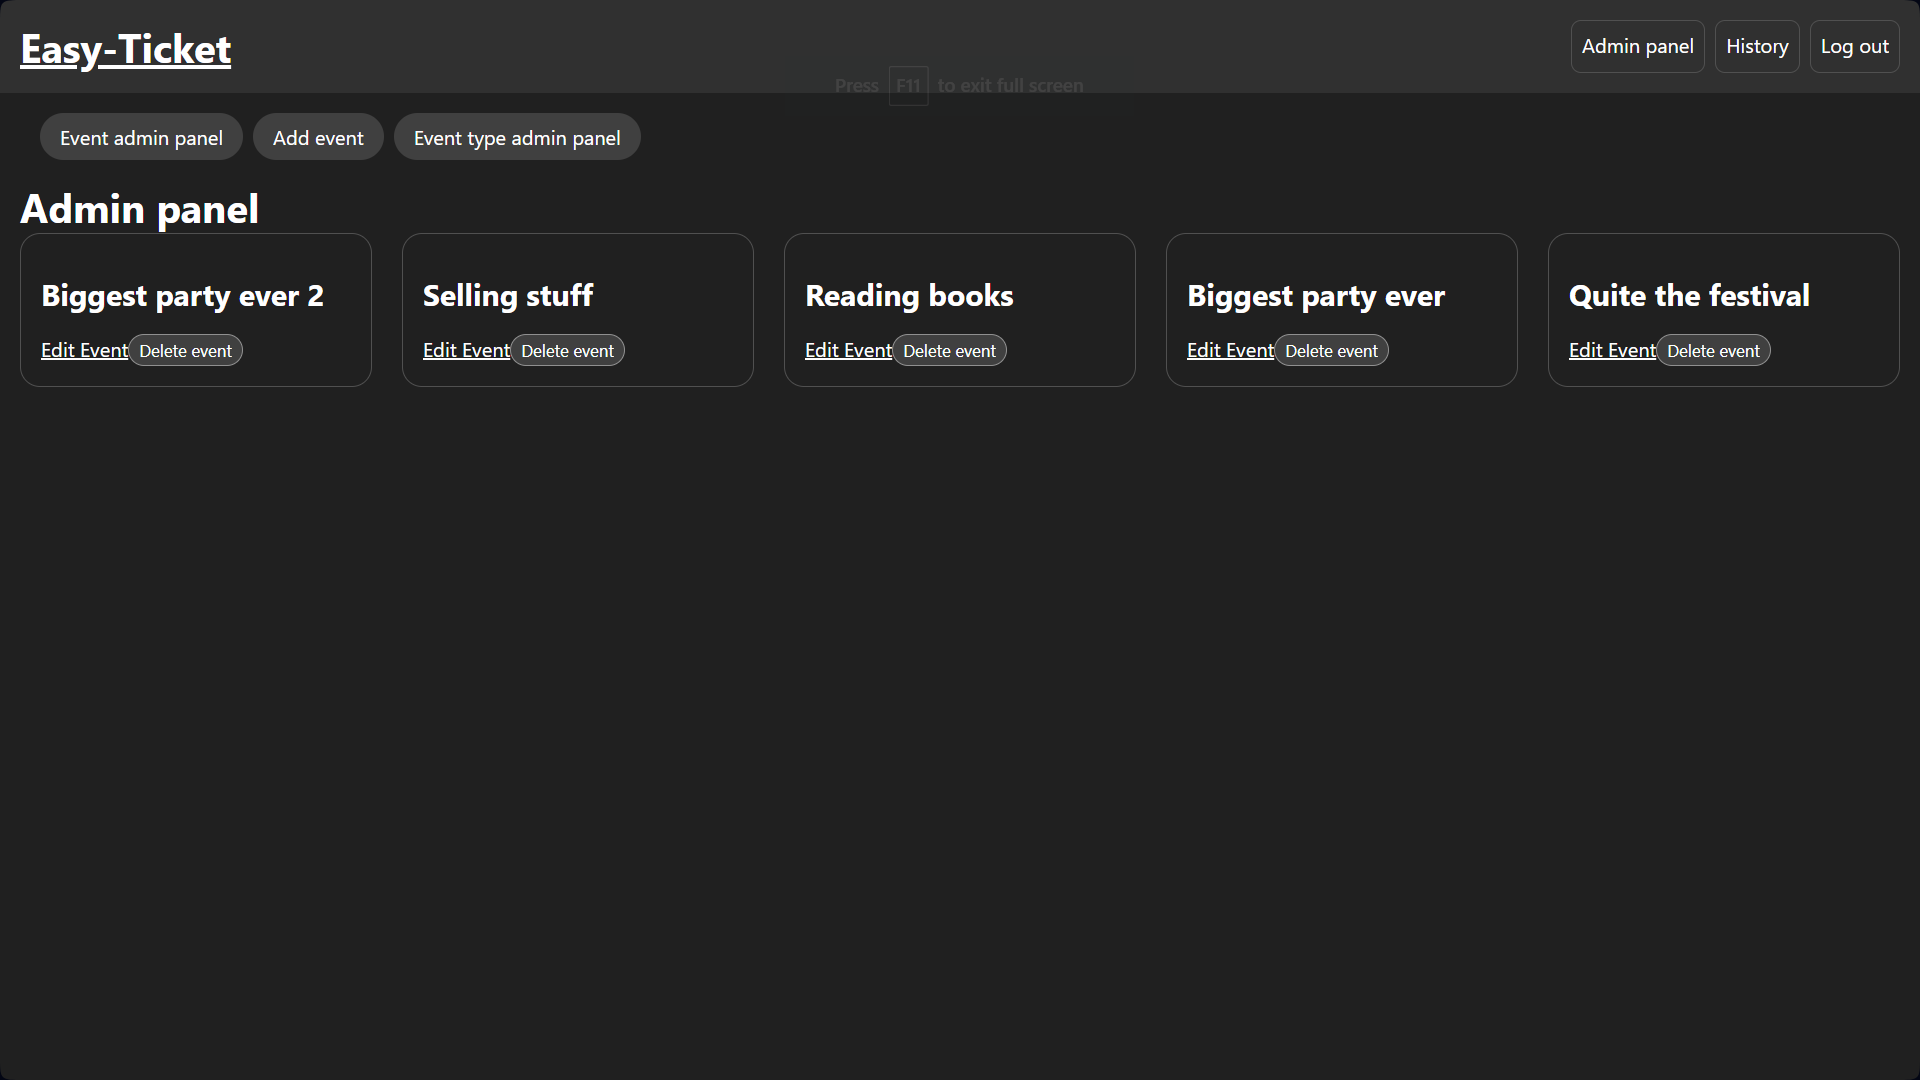 Easy-Ticket
Admin panel
History
Log out
Press F11 to exit full screen
Event admin panel
Add event
Event type admin panel
Admin panel
Biggest party ever 2
Edit Event Delete event
Selling stuff
Edit Event Delete event
Reading books
Edit Event Delete event
Biggest party ever
Edit Event Delete event
Quite the festival
Edit Event Delete event